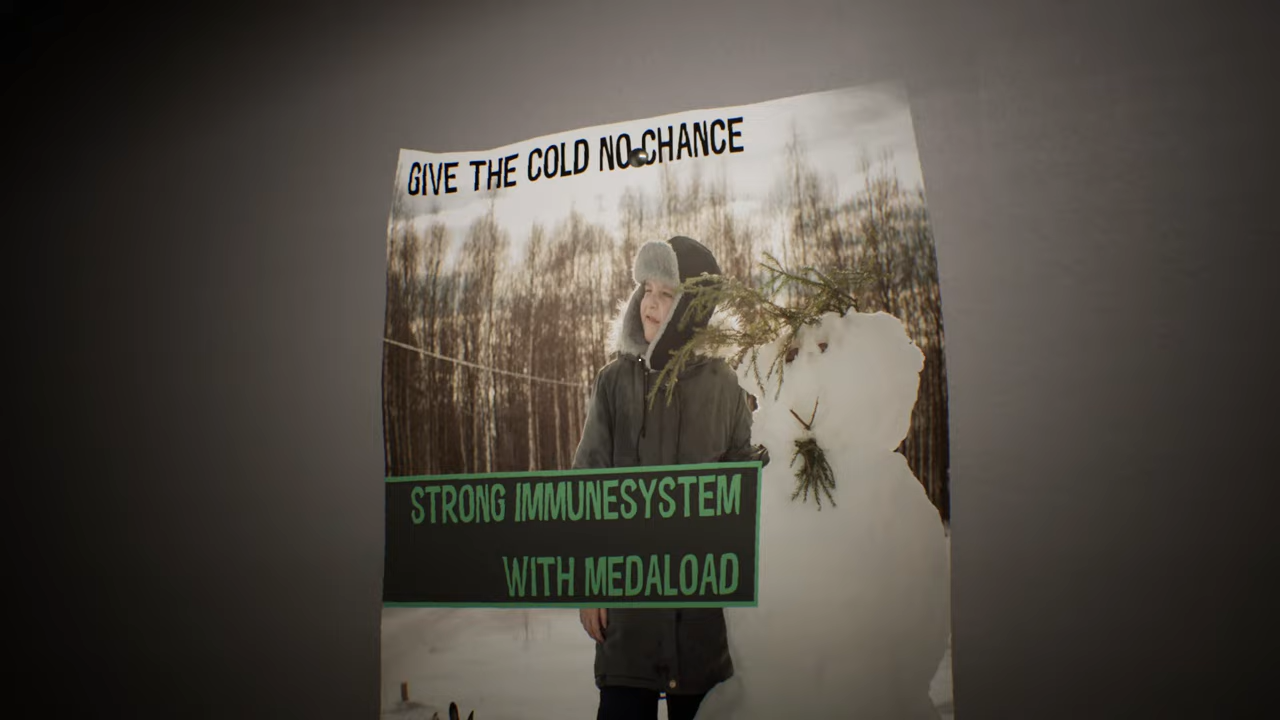 GIVE THE COLD NO CHANCE
STRONG IMMUNESYSTEM
WITH MEDALOAD